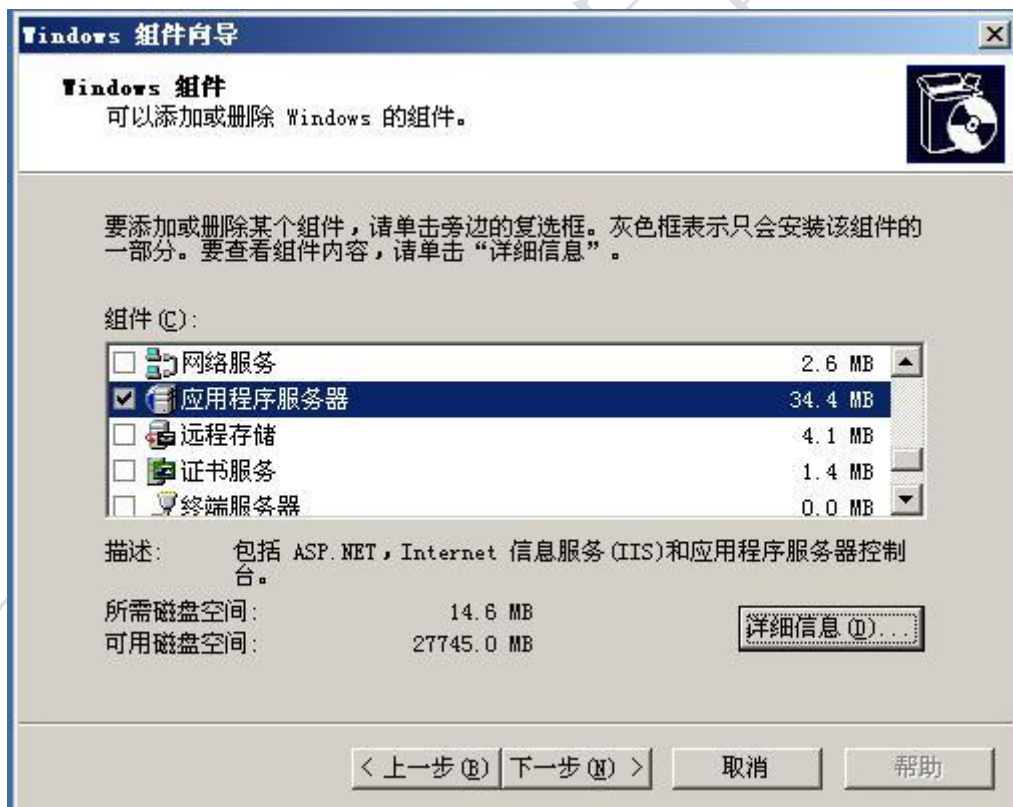 Windows 组件向导
Windows 组件
可以添加或删除 Windows 的组件。
要添加或删除某个组件，请单击旁边的复选框。灰色框表示只会安装该组件的
一部分。要查看组件内容，请单击“详细信息”。
组件(C):
网络服务 2.6 MB
应用程序服务器 34.4 MB
远程存储 4.1 MB
证书服务 1.4 MB
终端服务器 0.0 MB
描述: 包括 ASP.NET，Internet 信息服务(IIS)和应用程序服务器控制
台。
所需磁盘空间: 14.6 MB
可用磁盘空间: 27745.0 MB
详细信息(D)...
< 上一步(B) 下一步(N) > 取消 帮助